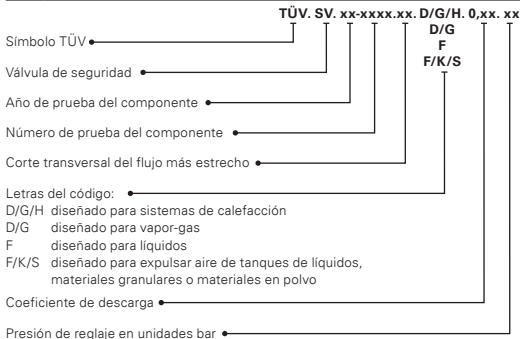 TÜV. SV. xx-xxxx.xx. D/G/H. 0,xx. xx
D/G
F
F/K/S
Símbolo TÜV
Válvula de seguridad
Año de prueba del componente
Número de prueba del componente
Corte transversal del flujo más estrecho
Letras del código:
D/G/H diseñado para sistemas de calefacción
D/G diseñado para vapor-gas
F diseñado para líquidos
F/K/S diseñado para expulsar aire de tanques de líquidos,
materiales granulares o materiales en polvo
Coeficiente de descarga
Presión de reglaje en unidades bar